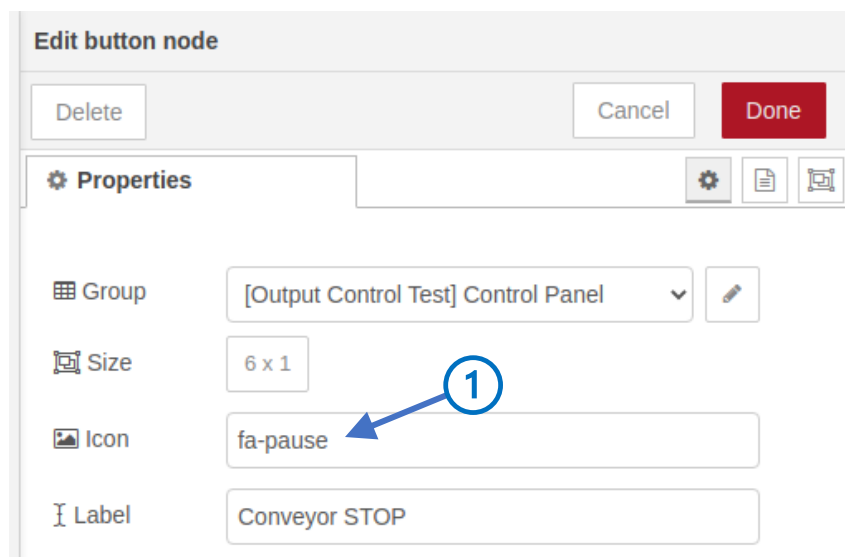 Edit button node
Delete Cancel Done
Properties
Group [Output Control Test] Control Panel
Size 6 x 1
1
Icon fa-pause
Label Conveyor STOP